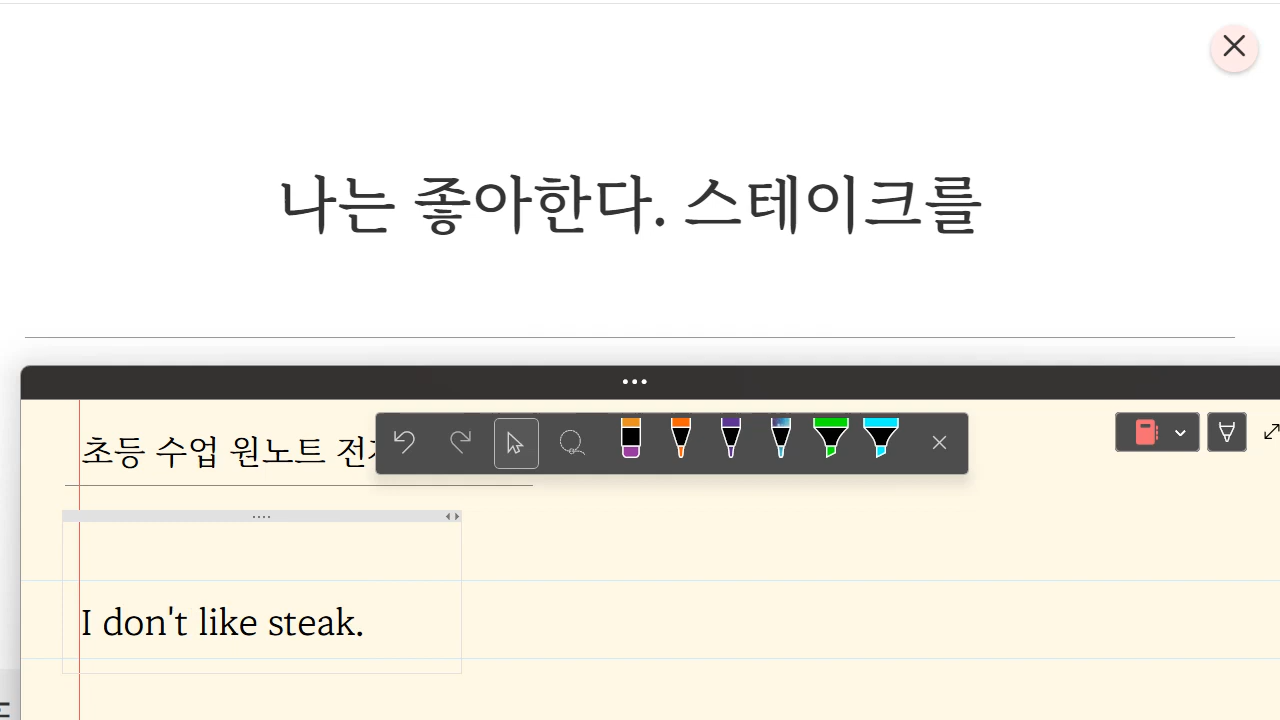 나는 좋아한다. 스테이크를
초등 수업 원노트
I don't like steak.